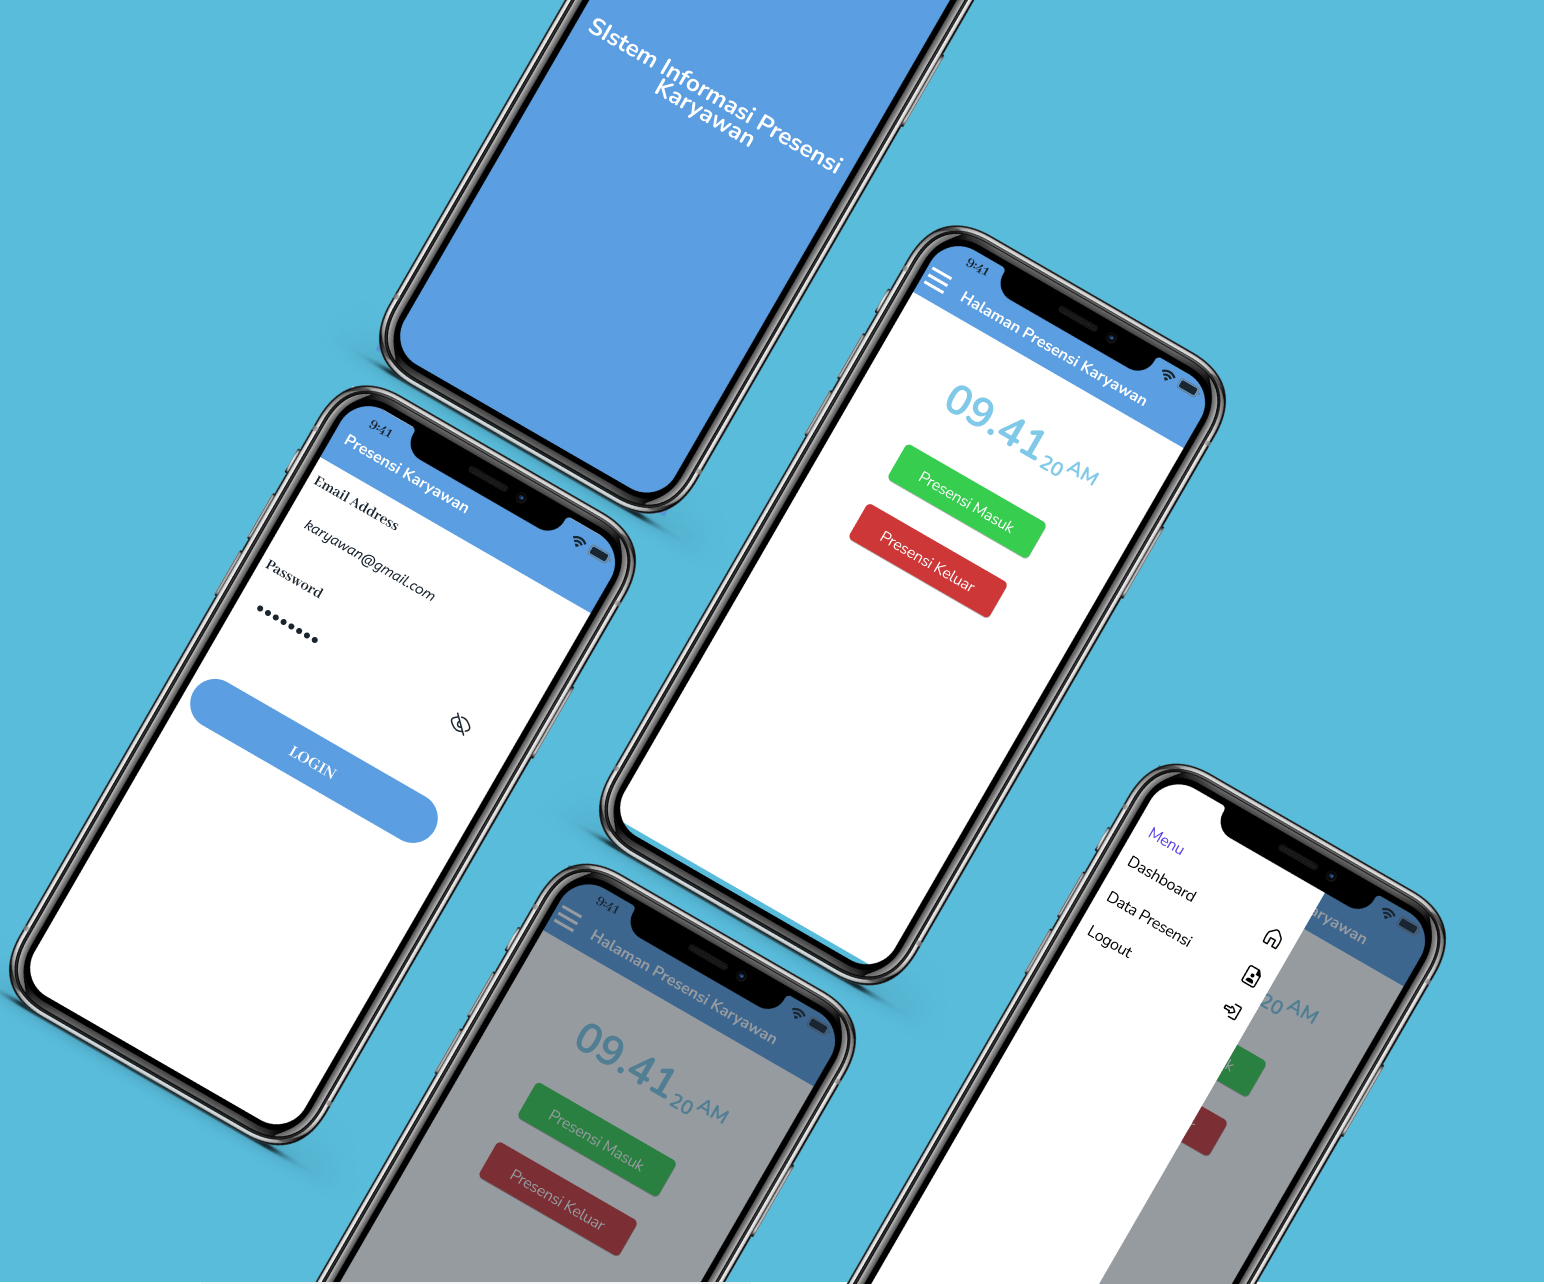 SIstem Informasi Presensi
Karyawan
9:41
Halaman Presensi Karyawan
09.41 20 AM
Presensi Masuk
Presensi Keluar
9:41
Presensi Karyawan
Email Address
karyawan@gmail.com
Password
LOGIN
9:41
Halaman Presensi Karyawan
09.41 20 AM
Presensi Masuk
Presensi Keluar
Menu
Dashboard
Data Presensi
Logout
aryawan
20 AM
k